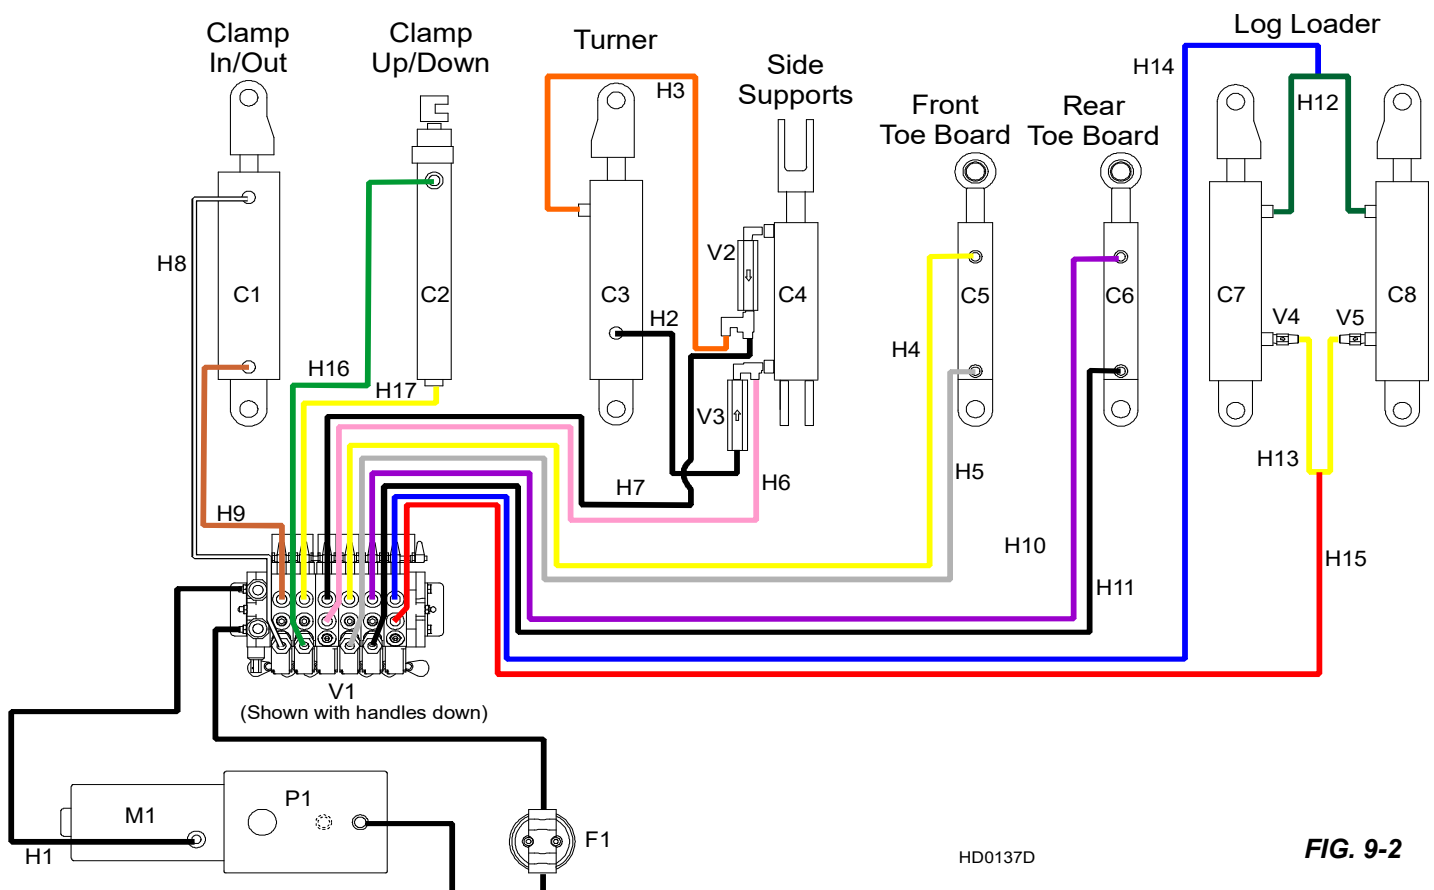 Clamp
In/Out
Clamp
Up/Down
Turner
Side
Supports
Front
Toe Board
Rear
Toe Board
Log Loader
H14
H3
H12
H8
V2
C1
C2
C3
C4
C5
C6
C7
C8
H2
V4
V5
H4
H16
H17
V3
H13
H5
H6
H7
H9
H10
H15
H11
V1
(Shown with handles down)
M1
P1
F1
H1
HD0137D
FIG. 9-2